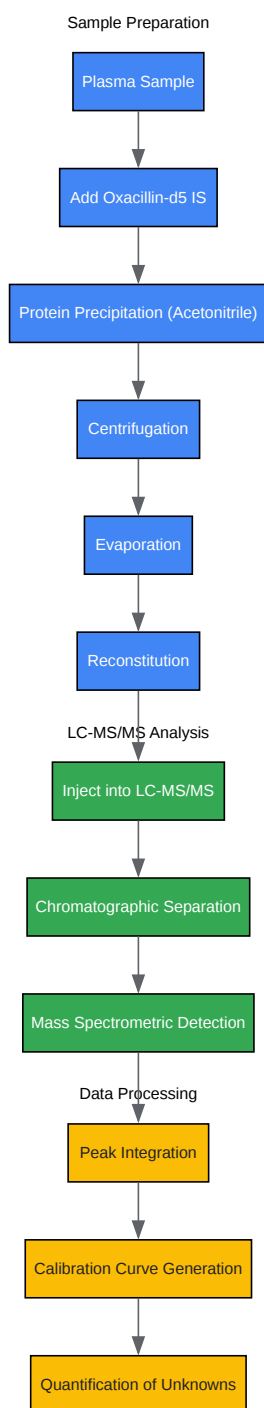 Sample Preparation
Plasma Sample
Add Oxacillin-d5 IS
Protein Precipitation (Acetonitrile)
Centrifugation
Evaporation
Reconstitution
LC-MS/MS Analysis
Inject into LC-MS/MS
Chromatographic Separation
Mass Spectrometric Detection
Data Processing
Peak Integration
Calibration Curve Generation
Quantification of Unknowns